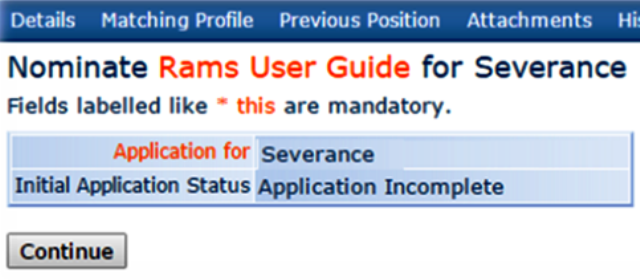 Details Matching Profile Previous Position Attachments
Nominate Rams User Guide for Severance
Fields labelled like * this are mandatory.
Application for Severance
Initial Application Status Application Incomplete
Continue